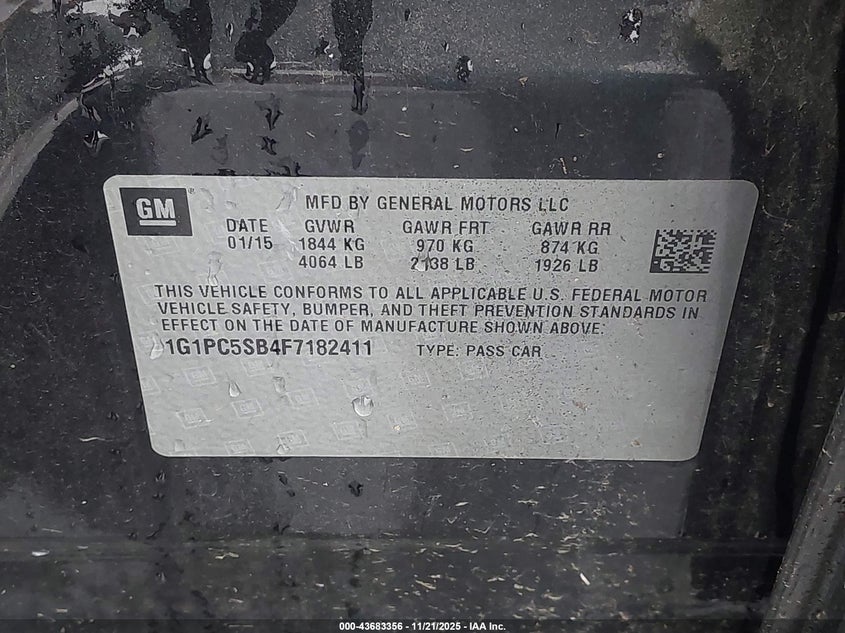 GM
MFD BY GENERAL MOTORS LLC
DATE GVWR GAWR FRT GAWR RR
01/15 1844 KG 970 KG 874 KG
4064 LB 2138 LB 1926 LB
THIS VEHICLE CONFORMS TO ALL APPLICABLE U.S. FEDERAL MOTOR
VEHICLE SAFETY, BUMPER, AND THEFT PREVENTION STANDARDS IN
EFFECT ON THE DATE OF MANUFACTURE SHOWN ABOVE:
1G1PC5SB4F7182411 TYPE: PASS CAR
000-43683356 - 11/21/2025 - IAA Inc.